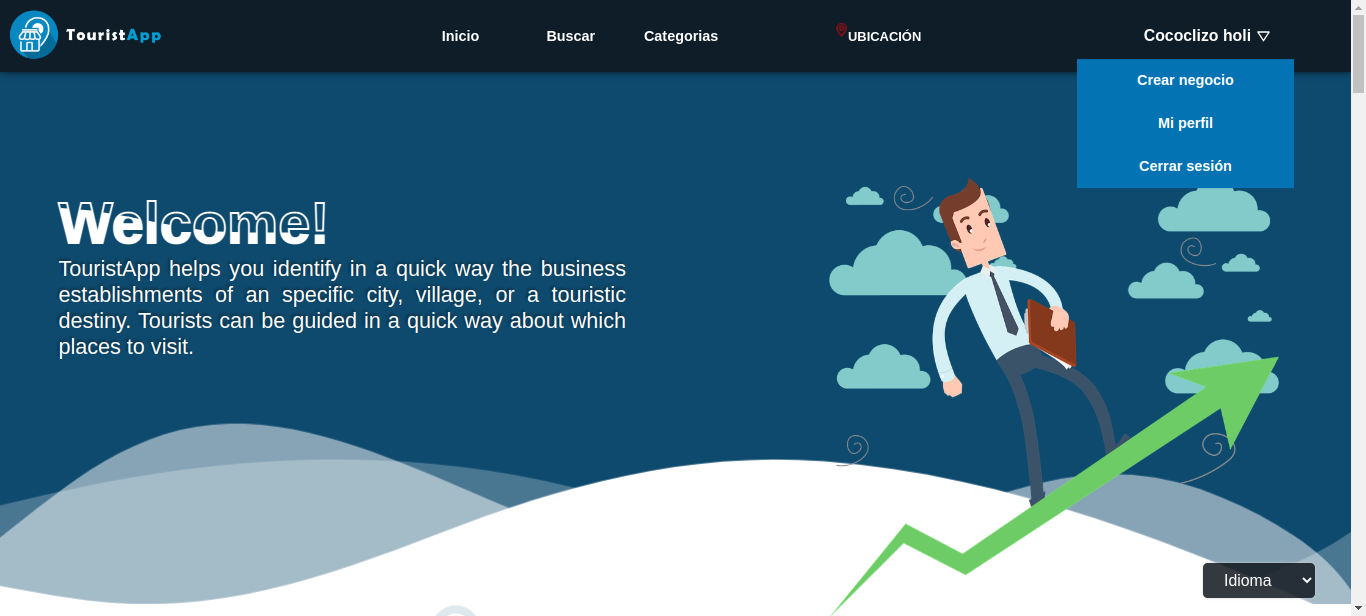 TouristApp
Inicio
Buscar
Categorias
UBICACIÓN
Cococlizo holi
Crear negocio
Mi perfil
Cerrar sesión
Welcome!
TouristApp helps you identify in a quick way the business
establishments of an specific city, village, or a touristic
destiny. Tourists can be guided in a quick way about which
places to visit.
Idioma